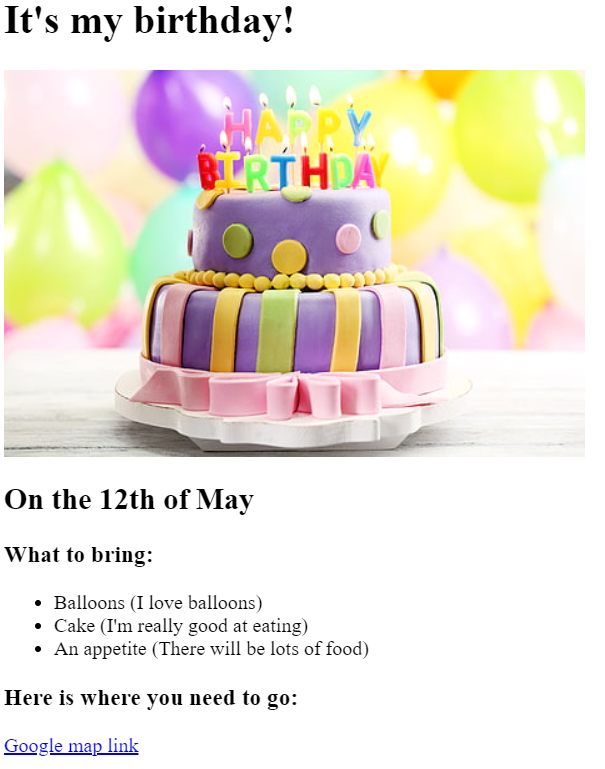 It's my birthday!
HAPPY
BIRTHDAY
On the 12th of May
What to bring:
Balloons (I love balloons)
Cake (I'm really good at eating)
An appetite (There will be lots of food)
Here is where you need to go:
Google map link